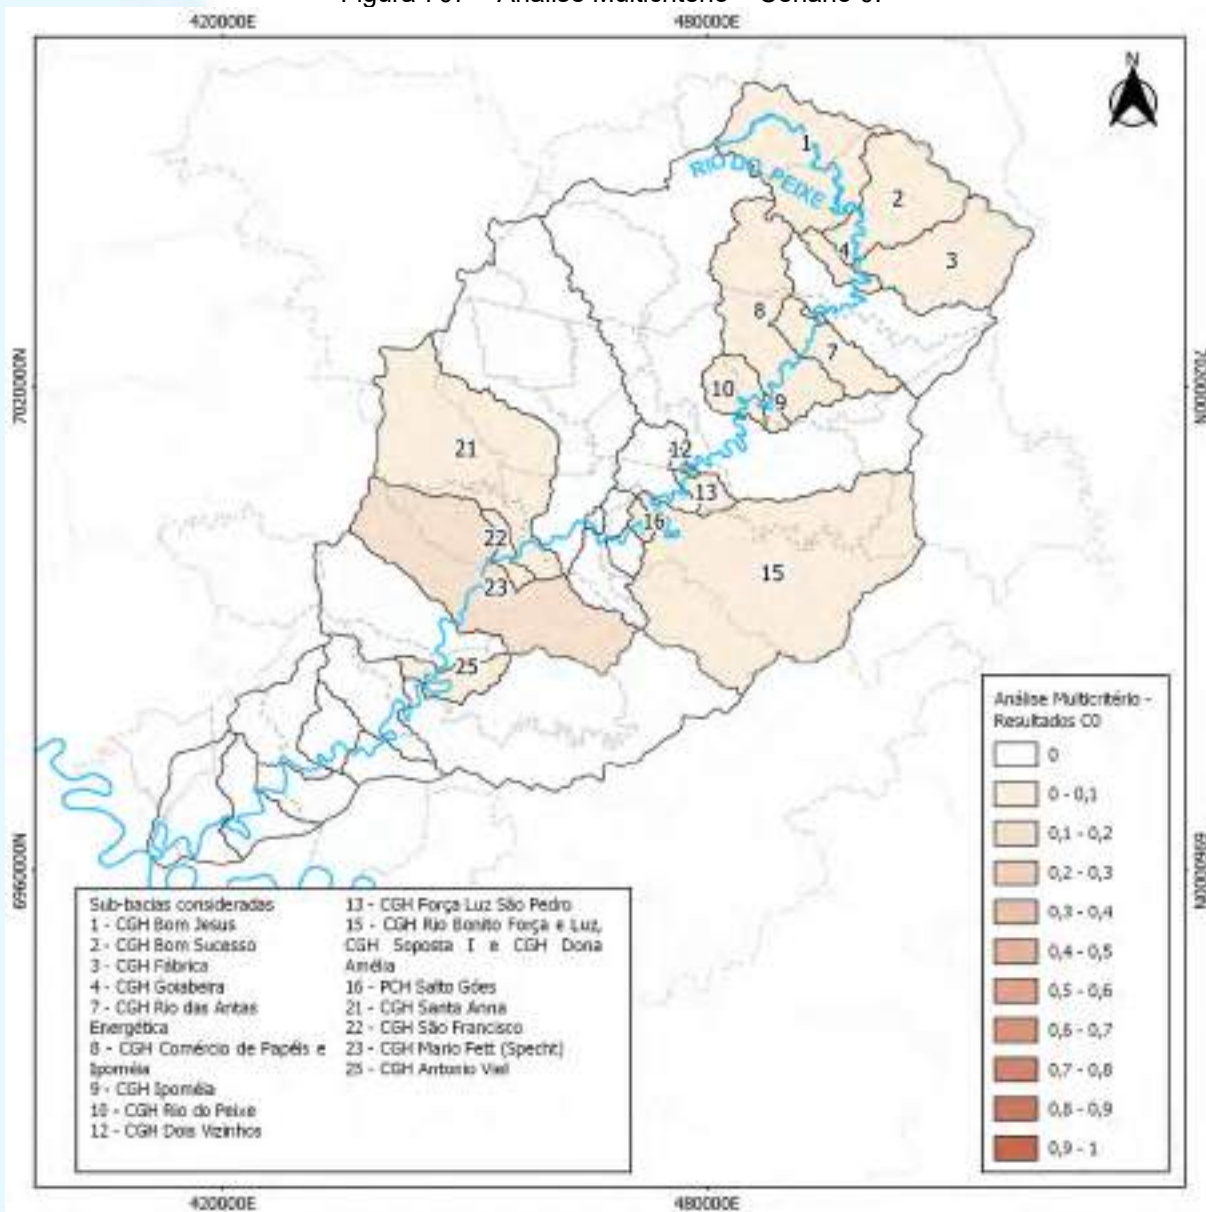 Análise Multicritério
420000E
480000E
N
RIO DO PEIXE
1
2
3
4
8
7
10
9
21
12
13
16
22
15
23
25
7020000N
7020000N
6960000N
6960000N
Análise Multicritério -
Resultados C0
0
0 - 0,1
0,1 - 0,2
0,2 - 0,3
0,3 - 0,4
0,4 - 0,5
0,5 - 0,6
0,6 - 0,7
0,7 - 0,8
0,8 - 0,9
0,9 - 1
Sub-bacias consideradas
1 - CGH Bom Jesus
2 - CGH Bom Sucesso
3 - CGH Fábrica
4 - CGH Goiabeira
7 - CGH Rio das Antas
Energética
8 - CGH Comércio de Papéis e
Ipoméia
9 - CGH Ipoméia
10 - CGH Rio do Peixe
12 - CGH Dois Vizinhos
13 - CGH Força Luz São Pedro
15 - CGH Rio Bonito Força e Luz,
CGH Soposta I e CGH Dona
Amélia
16 - PCH Salto Góes
21 - CGH Santa Anna
22 - CGH São Francisco
23 - CGH Mario Fett (Specht)
25 - CGH Antonio Viel
420000E
480000E